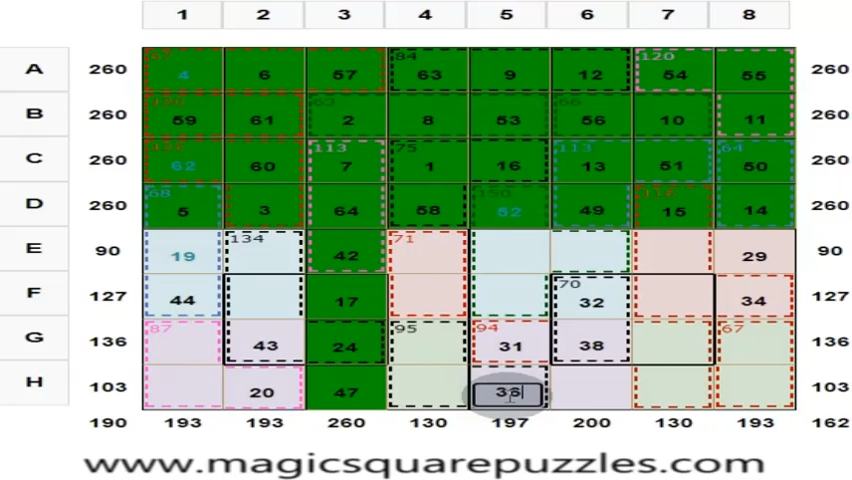 1 2 3 4 5 6 7 8
A 260 4 6 57 84 63 9 12 120 54 55 260
B 260 59 61 63 2 8 53 66 56 10 11 260
C 260 62 60 113 7 75 1 16 113 13 51 64 50 260
D 260 68 5 3 64 58 150 52 49 15 14 260
E 90 19 134 42 71 29 90
F 127 44 17 70 32 34 127
G 136 87 43 24 95 94 31 38 67 136
H 103 20 47 36 103
190 193 193 260 130 197 200 130 162
www.magicsquarepuzzles.com